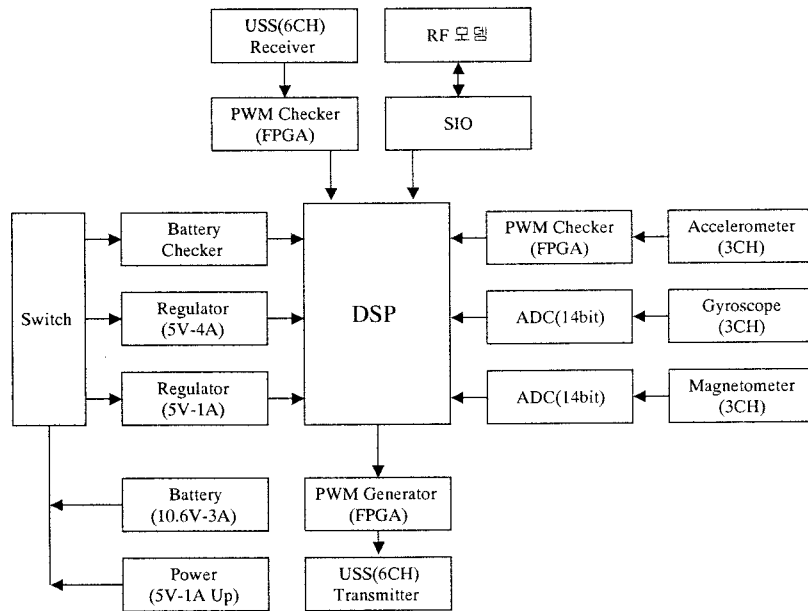 USS(6CH)
Receiver
RF 모뎀
PWM Checker
(FPGA)
SIO
Switch
Battery
Checker
Regulator
(5V-4A)
Regulator
(5V-1A)
DSP
PWM Checker
(FPGA)
Accelerometer
(3CH)
ADC(14bit)
Gyroscope
(3CH)
ADC(14bit)
Magnetometer
(3CH)
Battery
(10.6V-3A)
Power
(5V-1A Up)
PWM Generator
(FPGA)
USS(6CH)
Transmitter